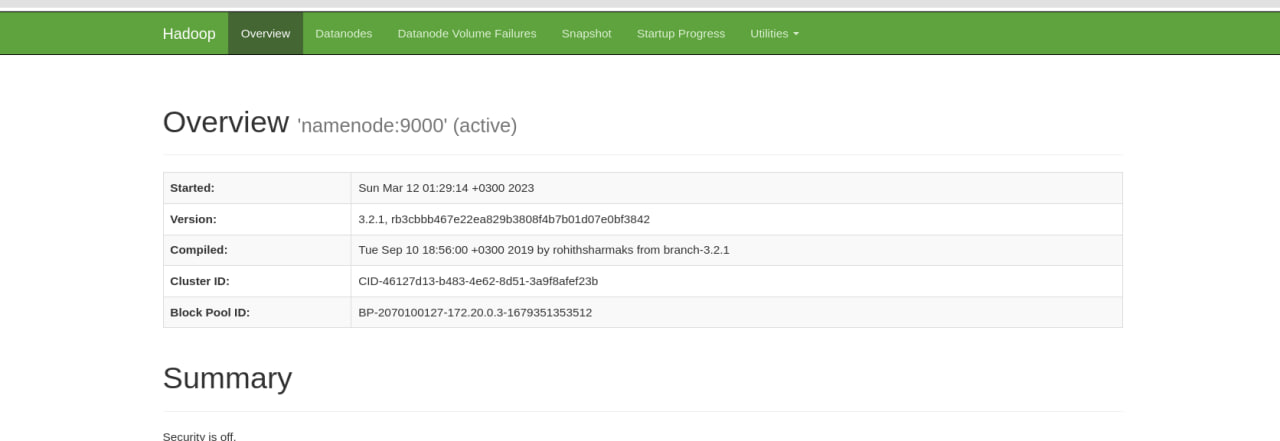 Hadoop Overview Datanodes Datanode Volume Failures Snapshot Startup Progress Utilities
Overview 'namenode:9000' (active)
Started: Sun Mar 12 01:29:14 +0300 2023
Version: 3.2.1, rb3cbbb467e22ea829b3808f4b7b01d07e0bf3842
Compiled: Tue Sep 10 18:56:00 +0300 2019 by rohithsharmaks from branch-3.2.1
Cluster ID: CID-46127d13-b483-4e62-8d51-3a9f8afef23b
Block Pool ID: BP-2070100127-172.20.0.3-1679351353512
Summary
Security is off.